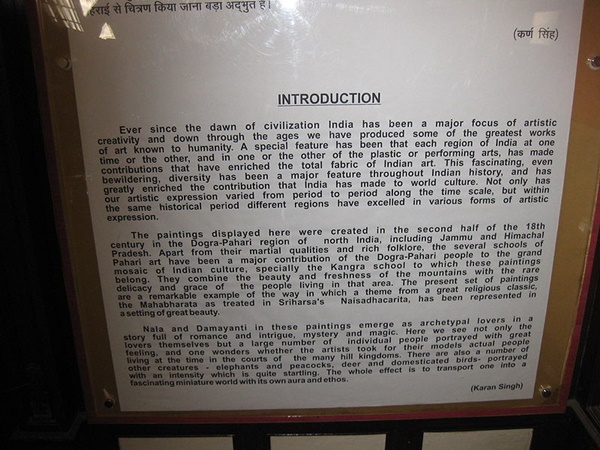 हराई से चित्रण किया जाना बड़ा अद्भुत है।
(कर्ण सिंह)
INTRODUCTION
Ever since the dawn of civilization India has been a major focus of artistic
creativity and down through the ages we have produced some of the greatest works
of art known to humanity. A special feature has been that each region of India at one
time or the other, and in one or the other of the plastic or performing arts, has made
contributions that have enriched the total fabric of Indian art. This fascinating, even
bewildering, diversity has been a major feature throughout Indian history, and has
greatly enriched the contribution that India has made to world culture. Not only has
our artistic expression varied from period to period along the time scale, but within
the same historical period different regions have excelled in various forms of artistic
expression.
The paintings displayed here were created in the second half of the 18th
century in the Dogra-Pahari region of north India, including Jammu and Himachal
Pradesh. Apart from their martial qualities and rich folklore, the several schools of
Pahari art have been a major contribution of the Dogra-Pahari people to the grand
mosaic of Indian culture, specially the Kangra school to which these paintings
belong. They combine the beauty and freshness of the mountains with the rare
delicacy and grace of the people living in that area. The present set of paintings
are a remarkable example of the way in which a theme from a great religious classic,
the Mahabharata as treated in Sriharsa's Naisadhacarita, has been represented in
a setting of great beauty.
Nala and Damayanti in these paintings emerge as archetypal lovers in a
story full of romance and intrigue, mystery and magic. Here we see not only the
lovers themselves but a large number of individual people portrayed with great
feeling, and one wonders whether the artists took for their models actual people
living at the time in the courts of the many hill kingdoms. There are also a number of
other creatures - elephants and peacocks, deer and domesticated birds- portrayed
with an intensity which is quite startling. The whole effect is to transport one into a
fascinating miniature world with its own aura and ethos.
(Karan Singh)